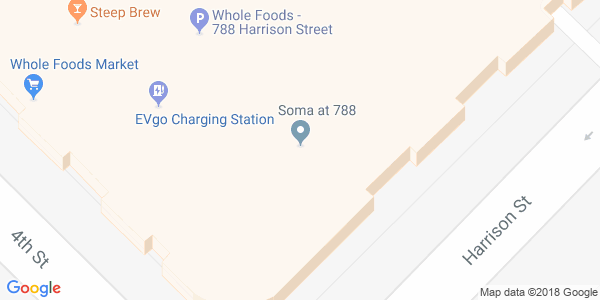 Steep Brew
Whole Foods -
788 Harrison Street
Whole Foods Market
EVgo Charging Station
Soma at 788
Harrison St
4th St
Google
Map data ©2018 Google